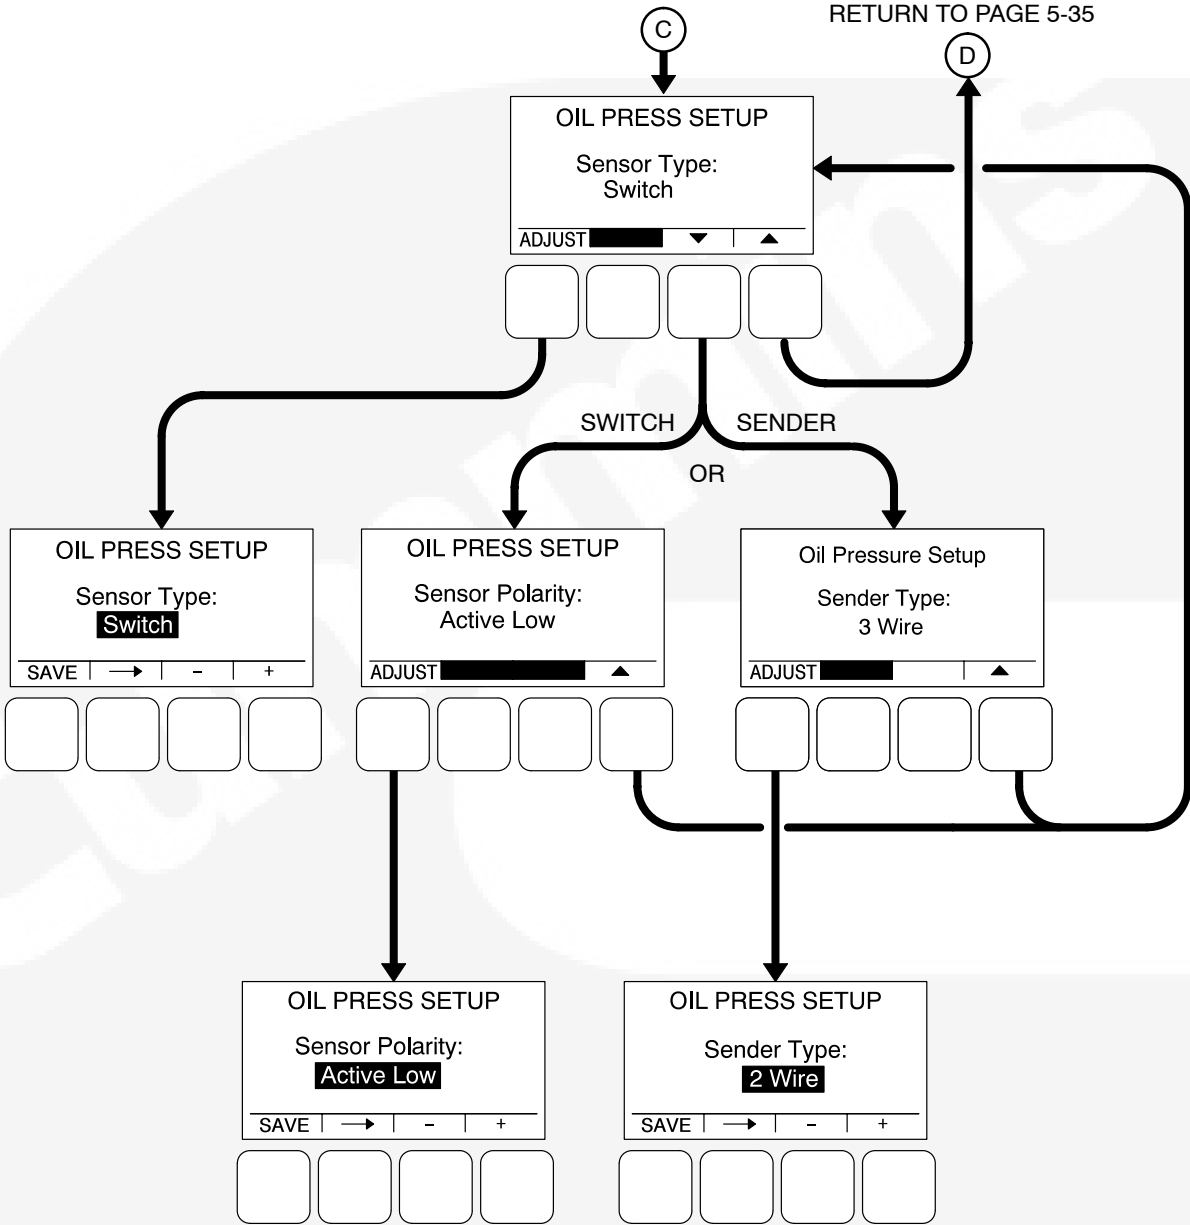 RETURN TO PAGE 5-35
C
D
OIL PRESS SETUP
Sensor Type:
Switch
ADJUST ▼ ▲
SWITCH SENDER
OR
OIL PRESS SETUP
Sensor Type:
Switch
SAVE → - +
OIL PRESS SETUP
Sensor Polarity:
Active Low
ADJUST ▲
Oil Pressure Setup
Sender Type:
3 Wire
ADJUST ▲
OIL PRESS SETUP
Sensor Polarity:
Active Low
SAVE → - +
OIL PRESS SETUP
Sender Type:
2 Wire
SAVE → - +
Cummins